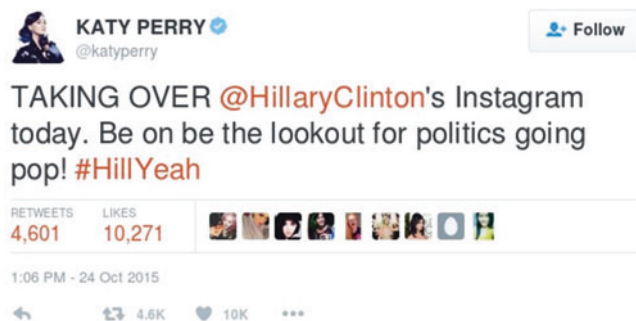 KATY PERRY
Follow
@katyperry
TAKING OVER @HillaryClinton's Instagram
today. Be on be the lookout for politics going
pop! #HillYeah
RETWEETS LIKES
4,601 10,271
1:06 PM - 24 Oct 2015
4.6K 10K